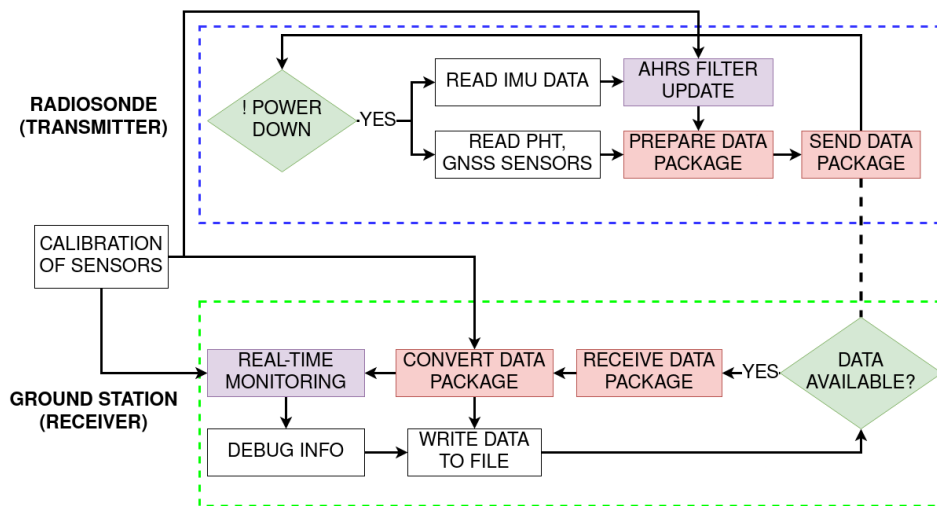 RADIOSONDE
(TRANSMITTER)
! POWER
DOWN
YES
READ IMU DATA
AHRS FILTER
UPDATE
READ PHT,
GNSS SENSORS
PREPARE DATA
PACKAGE
SEND DATA
PACKAGE
CALIBRATION
OF SENSORS
GROUND STATION
(RECEIVER)
REAL-TIME
MONITORING
CONVERT DATA
PACKAGE
RECEIVE DATA
PACKAGE
YES
DATA
AVAILABLE?
DEBUG INFO
WRITE DATA
TO FILE